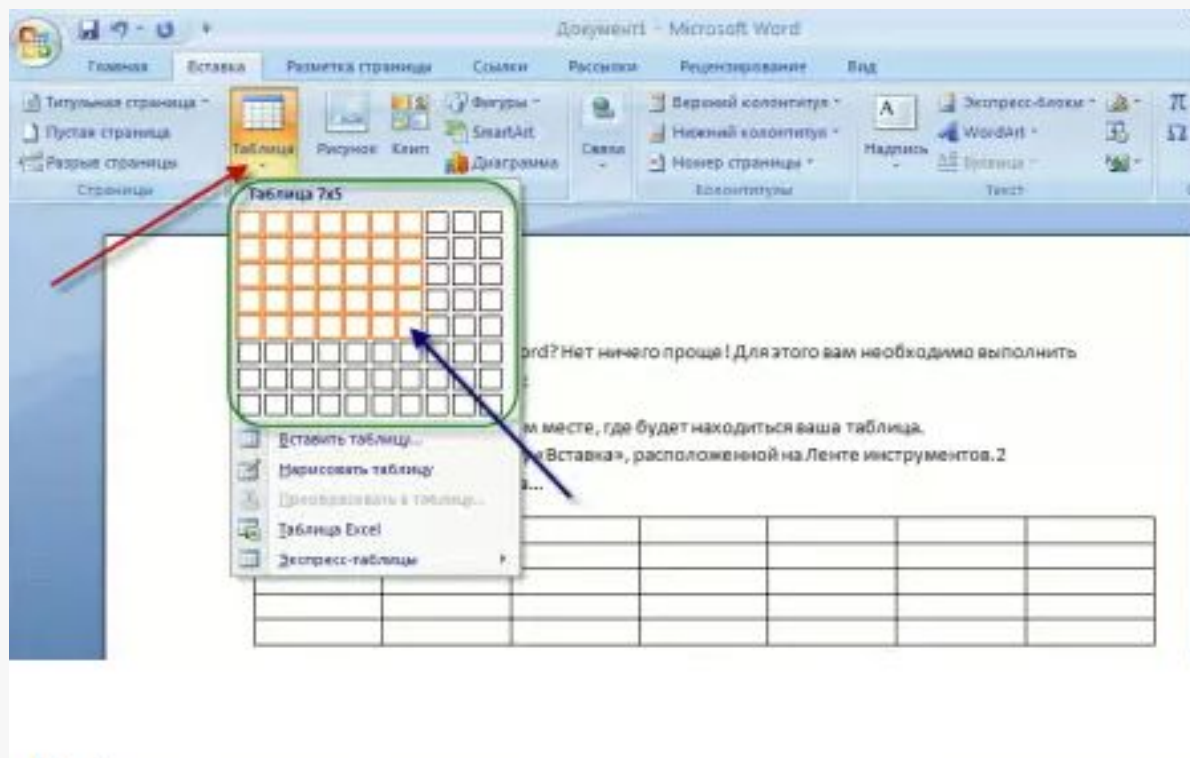 Документ1 - Microsoft Word
Главная Вставка Разметка страницы Ссылки Рассылки Рецензирование Вид
Титульная страница
Пустая страница
Разрыв страницы
Страницы
Таблица
Рисунок Клип
Фигуры
SmartArt
Диаграмма
Связи
Верхний колонтитул
Нижний колонтитул
Номер страницы
Колонтитулы
A
Надпись
Экспресс-блоки
WordArt
Буквица
Текст
π
Ω
Таблица 7x5
Вставить таблицу...
Нарисовать таблицу
Преобразовать в таблицу...
Таблица Excel
Экспресс-таблицы
ord? Нет ничего проще! Для этого вам необходимо выполнить
:
м месте, где будет находиться ваша таблица.
«Вставка», расположенной на Ленте инструментов.2
а...